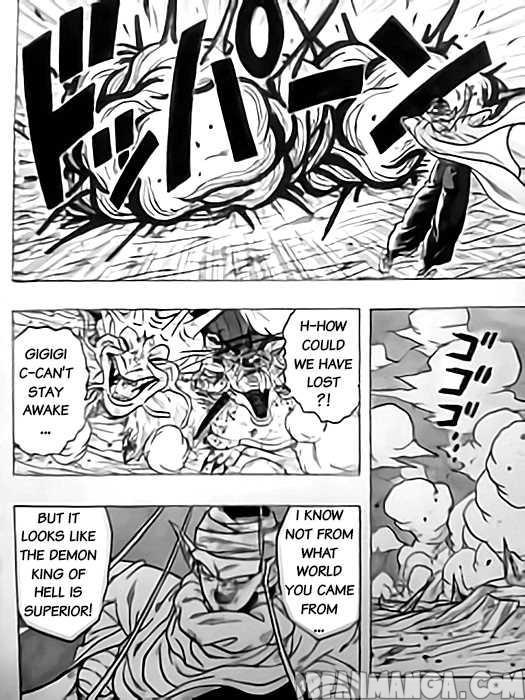 ドッパーン
ゴゴゴ...
H-HOW
COULD
WE HAVE
LOST
?!
GIGIGI
C-CAN'T
STAY
AWAKE
...
I KNOW
NOT FROM
WHAT
WORLD
YOU CAME
FROM
...
BUT IT
LOOKS LIKE
THE DEMON
KING OF
HELL IS
SUPERIOR!